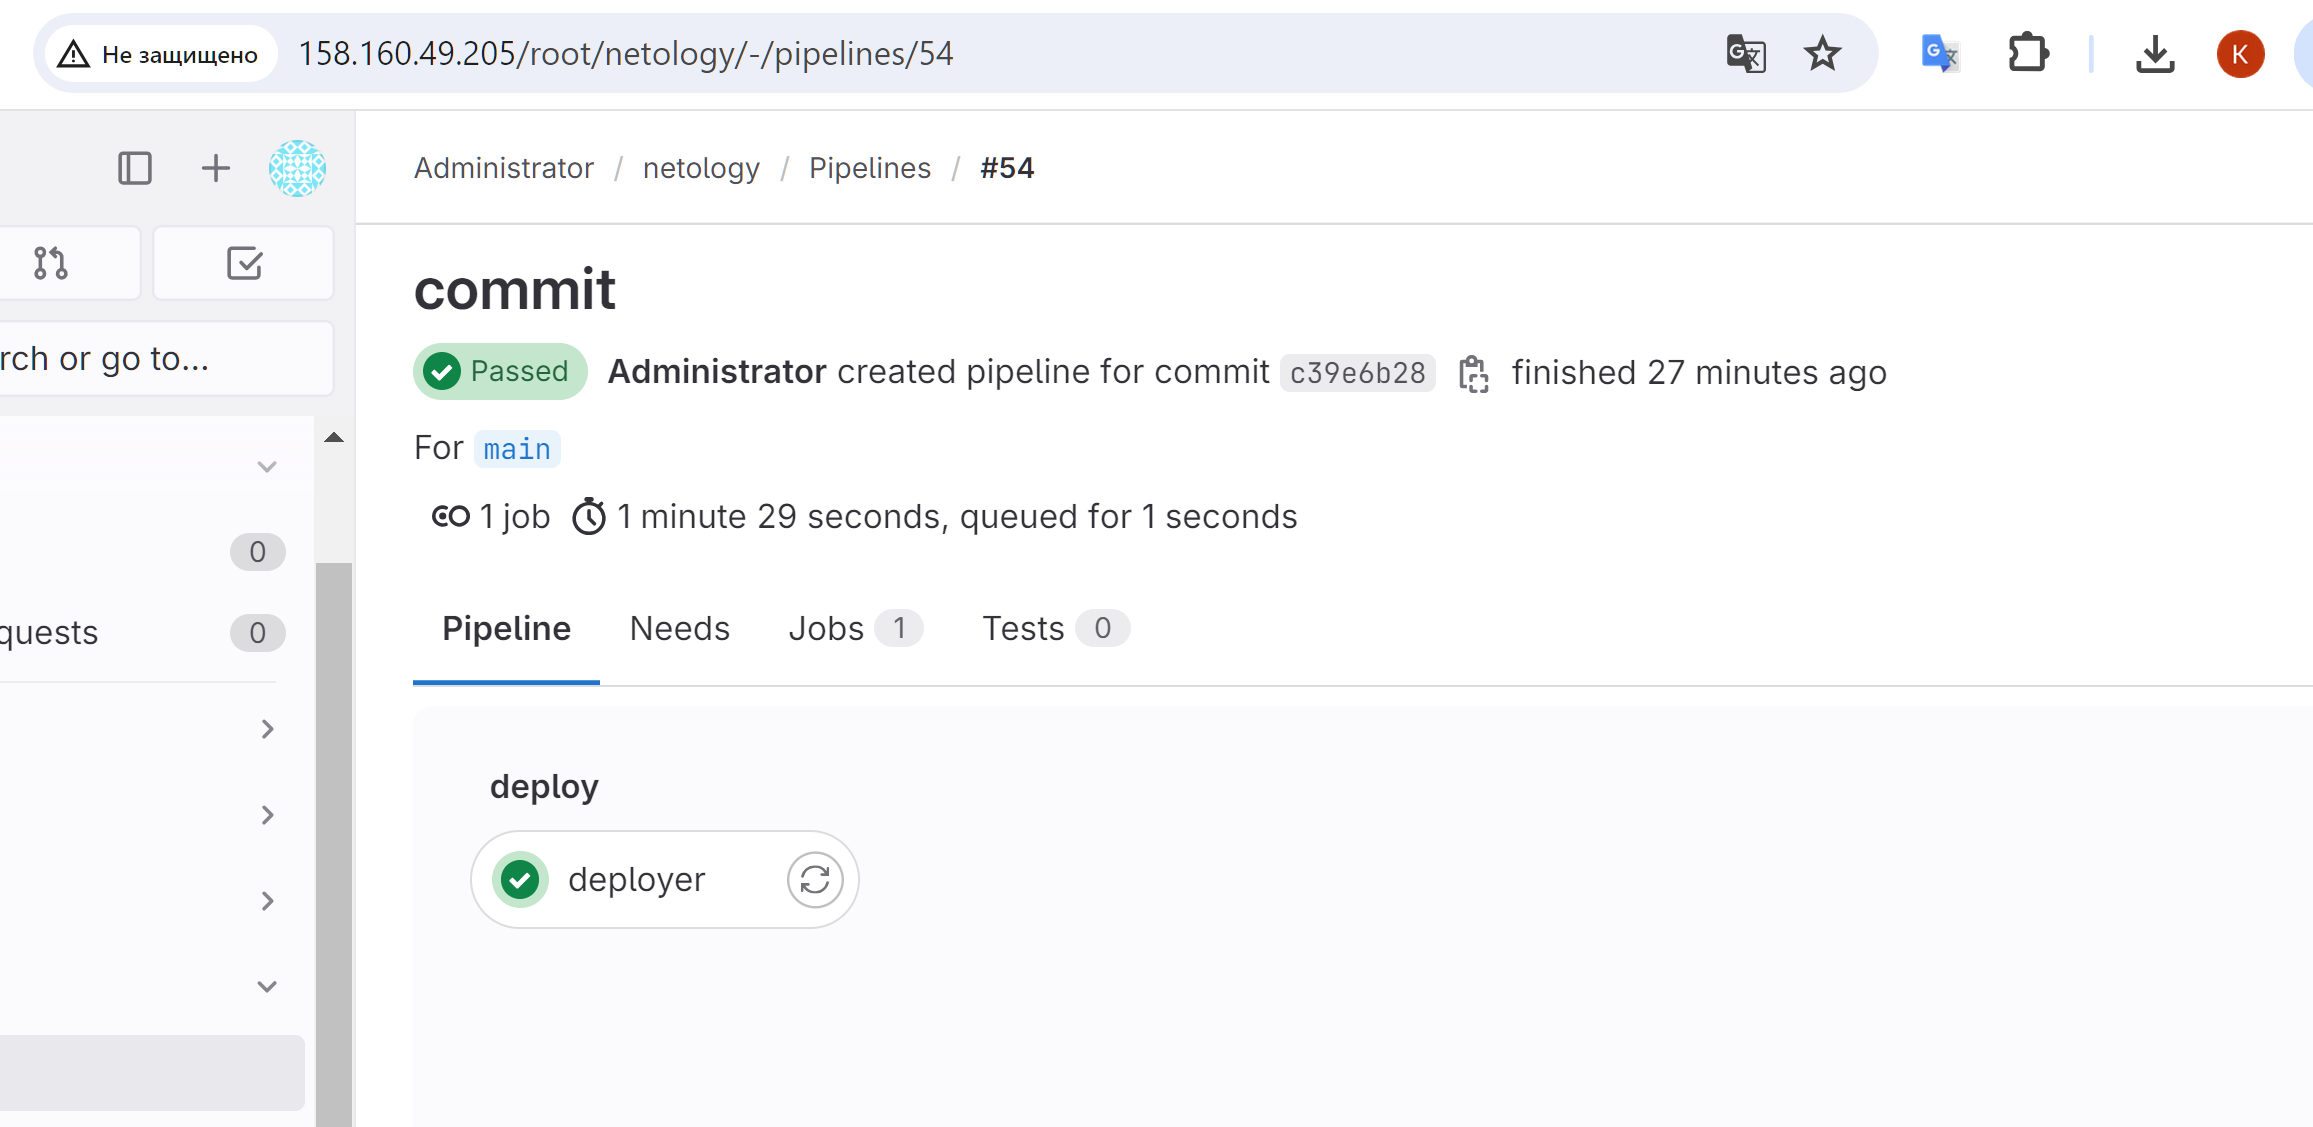 Не защищено 158.160.49.205/root/netology/-/pipelines/54 K
Administrator / netology / Pipelines / #54
commit
rch or go to...
Passed Administrator created pipeline for commit c39e6b28 finished 27 minutes ago
For main
1 job 1 minute 29 seconds, queued for 1 seconds
0
quests 0
Pipeline Needs Jobs 1 Tests 0
deploy
deployer